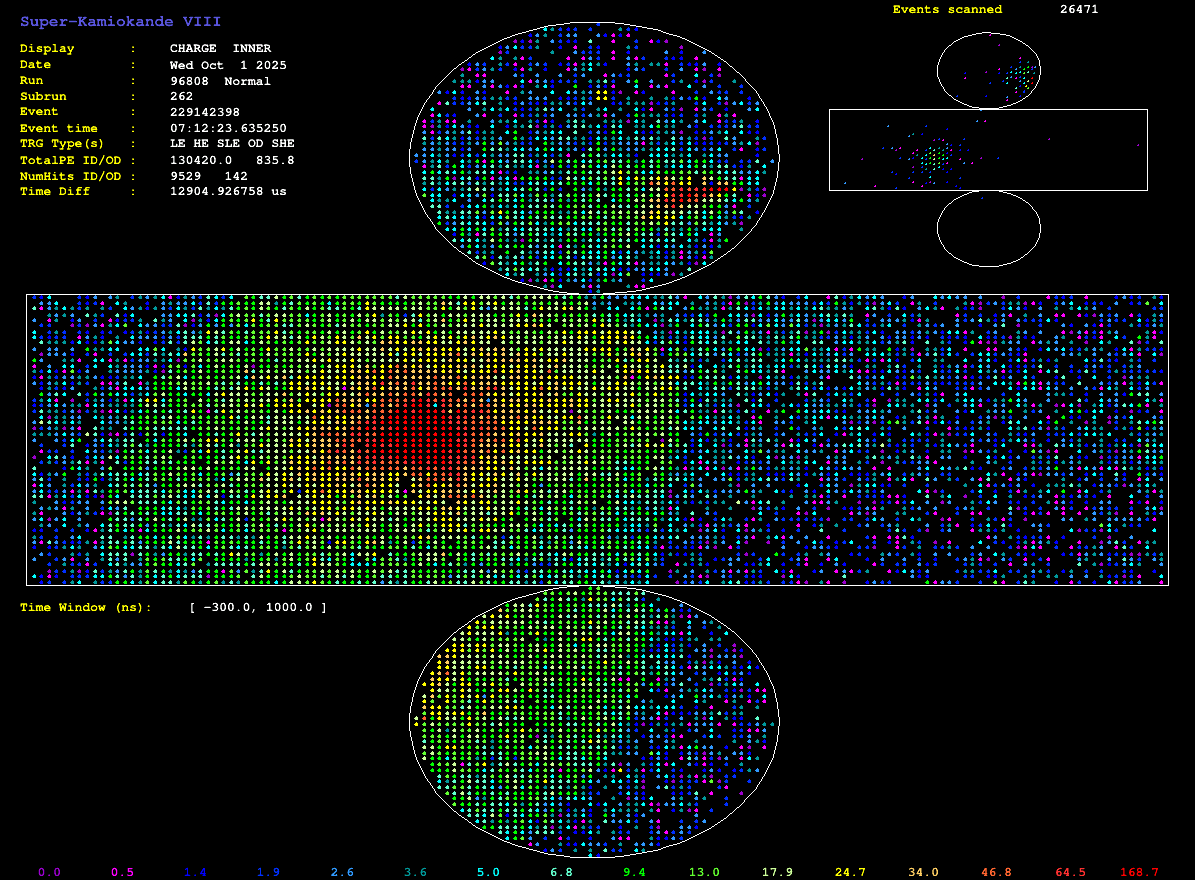 Super-Kamiokande VIII
Events scanned 26471
Display : CHARGE INNER
Date : Wed Oct 1 2025
Run : 96808 Normal
Subrun : 262
Event : 229142398
Event time : 07:12:23.635250
TRG Type(s) : LE HE SLE OD SHE
TotalPE ID/OD : 130420.0 835.8
NumHits ID/OD : 9529 142
Time Diff : 12904.926758 us
Time Window (ns): [ -300.0, 1000.0 ]
0.0 0.5 1.4 1.9 2.6 3.6 5.0 6.8 9.4 13.0 17.9 24.7 34.0 46.8 64.5 168.7